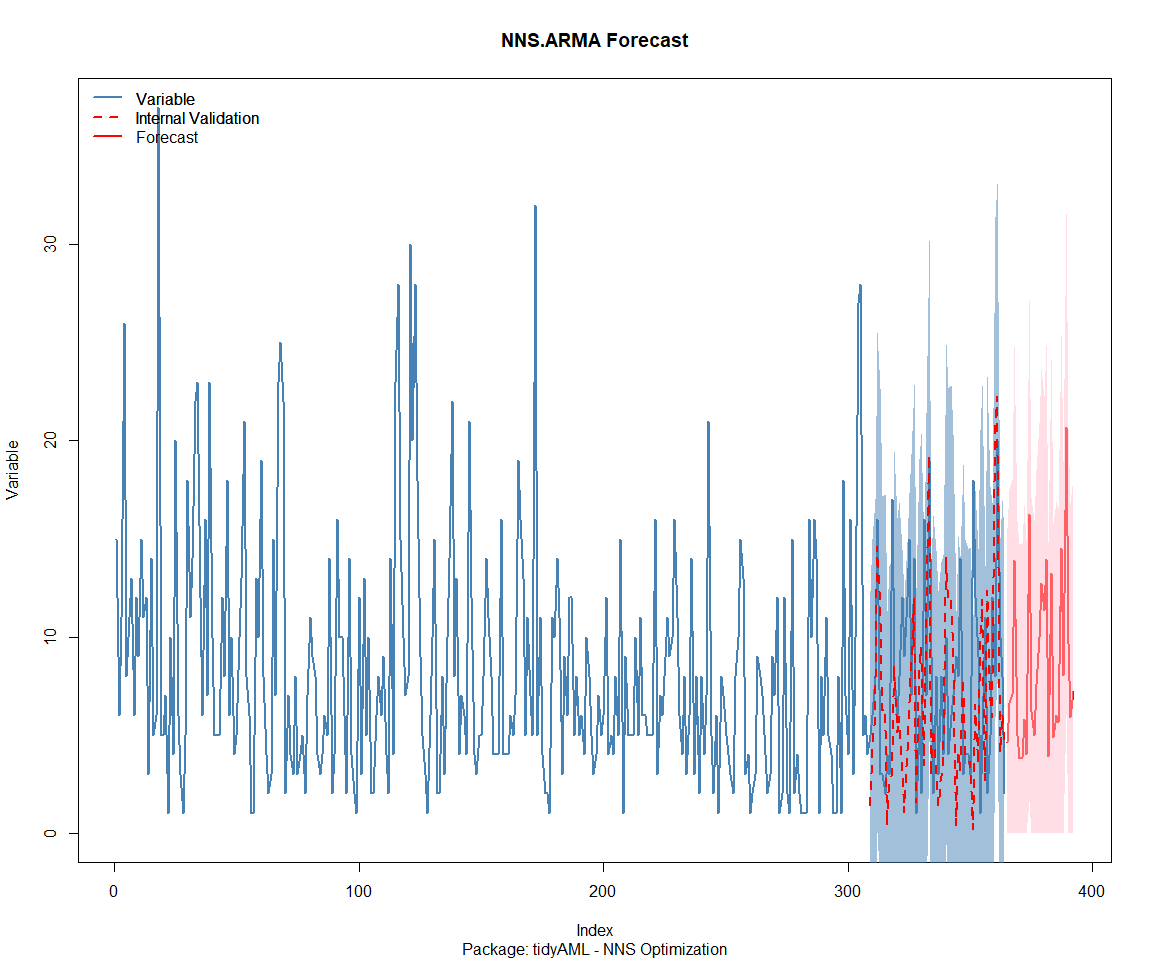 NNS.ARMA Forecast
Variable
Internal Validation
Forecast
Variable
30
20
10
0
0
100
200
300
400
Index
Package: tidyAML - NNS Optimization